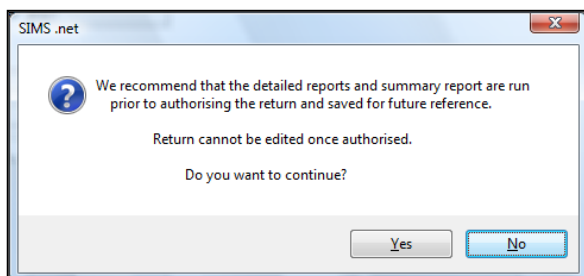 SIMS .net
We recommend that the detailed reports and summary report are run
prior to authorising the return and saved for future reference.
Return cannot be edited once authorised.
Do you want to continue?
Yes
No